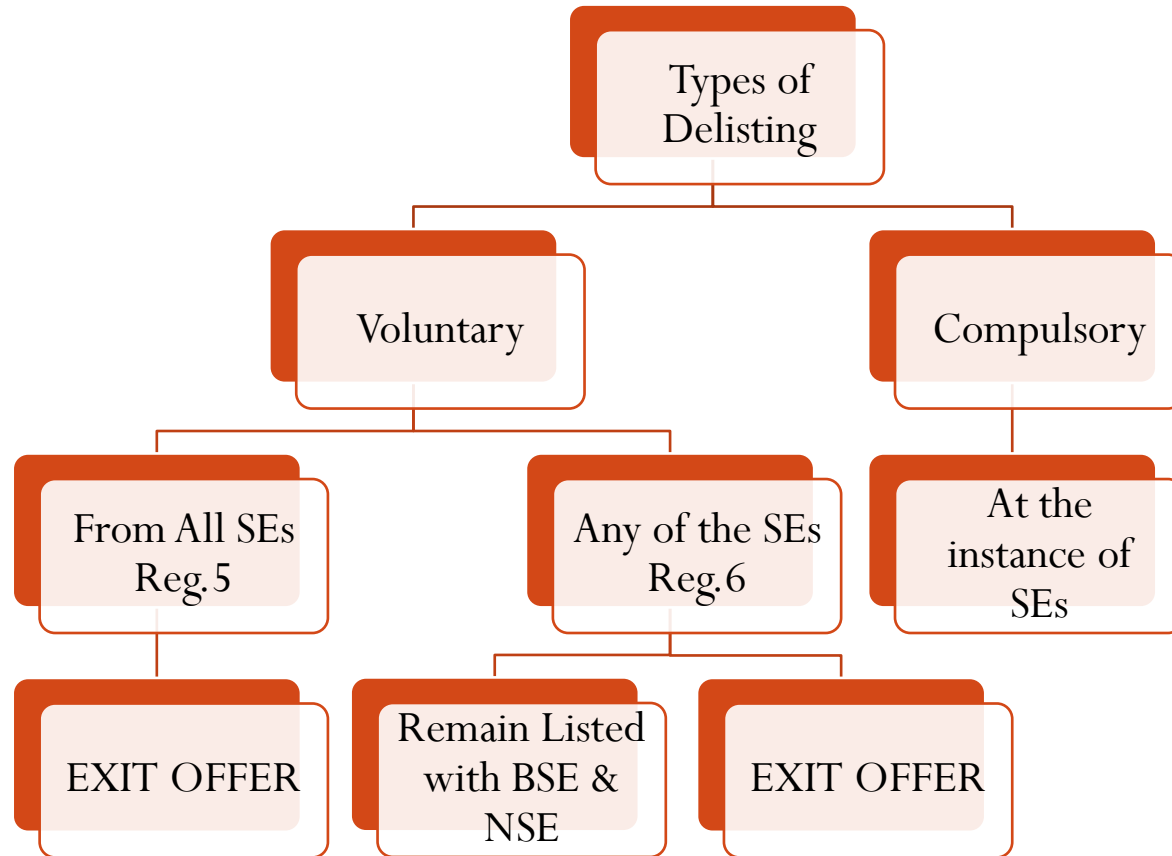 Types of
Delisting
Voluntary
Compulsory
From All SEs
Reg.5
Any of the SEs
Reg.6
At the
instance of
SEs
EXIT OFFER
Remain Listed
with BSE &
NSE
EXIT OFFER